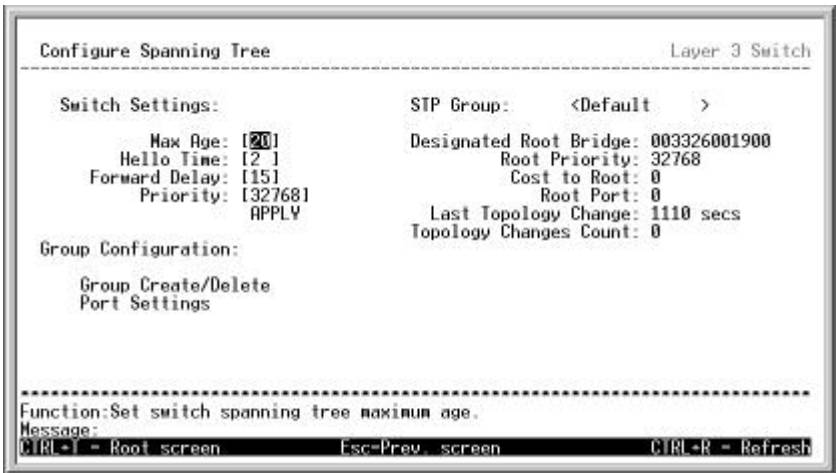 Configure Spanning Tree Layer 3 Switch
Switch Settings: STP Group: <Default >
Max Age: [20] Designated Root Bridge: 003326001900
Hello Time: [2 ] Root Priority: 32768
Forward Delay: [15] Cost to Root: 0
Priority: [32768] Root Port: 0
APPLY Last Topology Change: 1110 secs
Topology Changes Count: 0
Group Configuration:
Group Create/Delete
Port Settings
Function:Set switch spanning tree maximum age.
Message:
CTRL+T = Root screen Esc=Prev. screen CTRL+R = Refresh